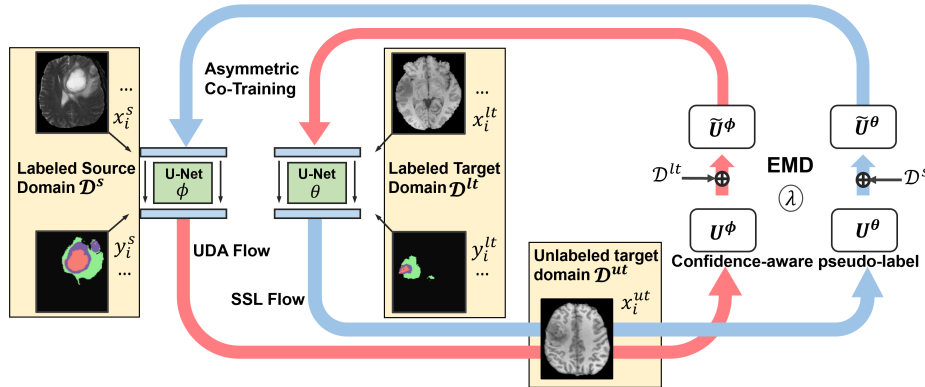 Asymmetric
Co-Training
...
x_i^s
Labeled Source
Domain 𝓓^s
y_i^s
...
U-Net
ϕ
U-Net
θ
...
x_i^{lt}
Labeled Target
Domain 𝓓^{lt}
y_i^{lt}
...
UDA Flow
SSL Flow
Unlabeled target
domain 𝓓^{ut}
x_i^{ut}
Ũ^ϕ
Ũ^θ
𝒟^{lt}
EMD
λ
𝒟^s
U^ϕ
U^θ
Confidence-aware pseudo-label